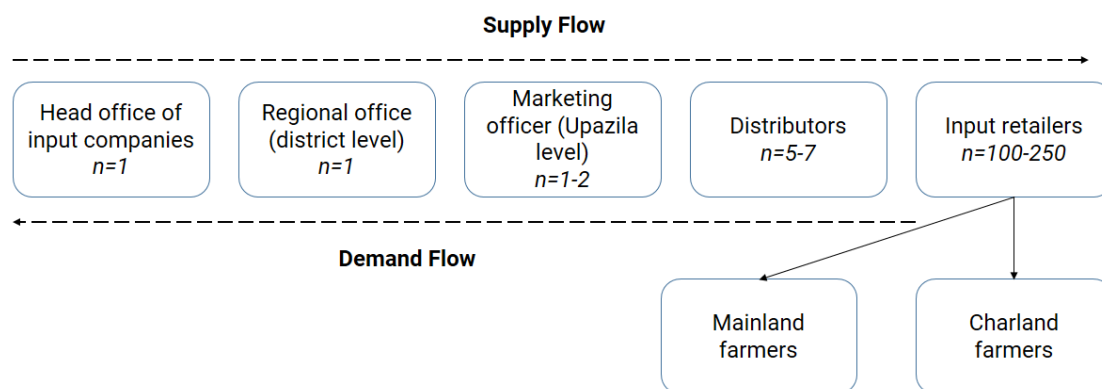 Supply Flow
Head office of
input companies
n=1
Regional office
(district level)
n=1
Marketing
officer (Upazila
level)
n=1-2
Distributors
n=5-7
Input retailers
n=100-250
Demand Flow
Mainland
farmers
Charland
farmers